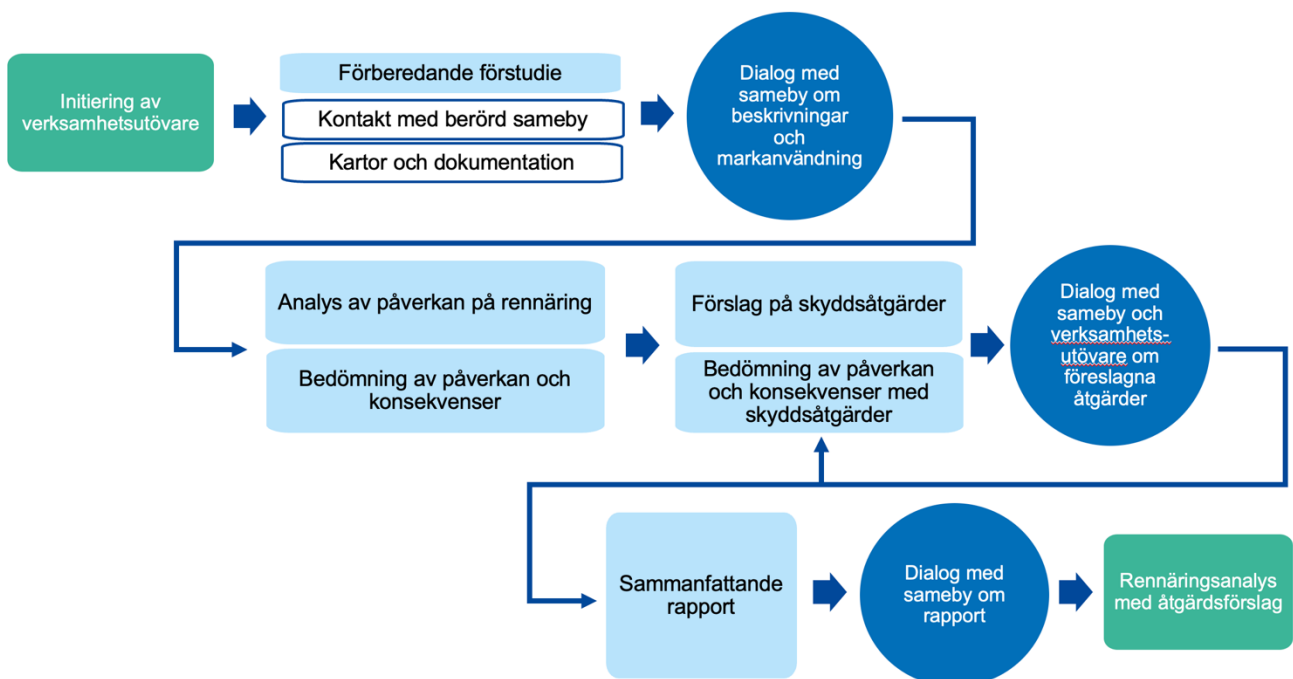 Initiering av
verksamhetsutövare
Förberedande förstudie
Kontakt med berörd sameby
Kartor och dokumentation
Dialog med
sameby om
beskrivningar
och
markanvändning
Analys av påverkan på rennäring
Bedömning av påverkan och
konsekvenser
Förslag på skyddsåtgärder
Bedömning av påverkan
och konsekvenser med
skyddsåtgärder
Dialog med
sameby och
verksamhets-
utövare om
föreslagna
åtgärder
Sammanfattande
rapport
Dialog med
sameby om
rapport
Rennäringsanalys
med åtgärdsförslag